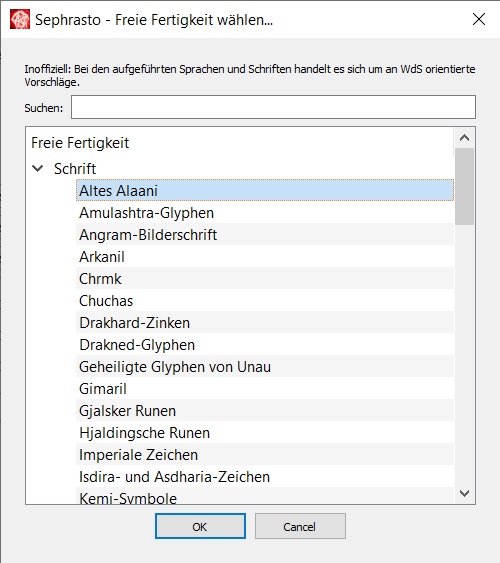 Sephrasto - Freie Fertigkeit wählen...
Inoffiziell: Bei den aufgeführten Sprachen und Schriften handelt es sich um an WdS orientierte
Vorschläge.
Suchen:
Freie Fertigkeit
Schrift
Altes Alaani
Amulashtra-Glyphen
Angram-Bilderschrift
Arkanil
Chrmk
Chuchas
Drakhard-Zinken
Drakned-Glyphen
Geheiligte Glyphen von Unau
Gimaril
Gjalsker Runen
Hjaldingsche Runen
Imperiale Zeichen
Isdira- und Asdharia-Zeichen
Kemi-Symbole
OK Cancel